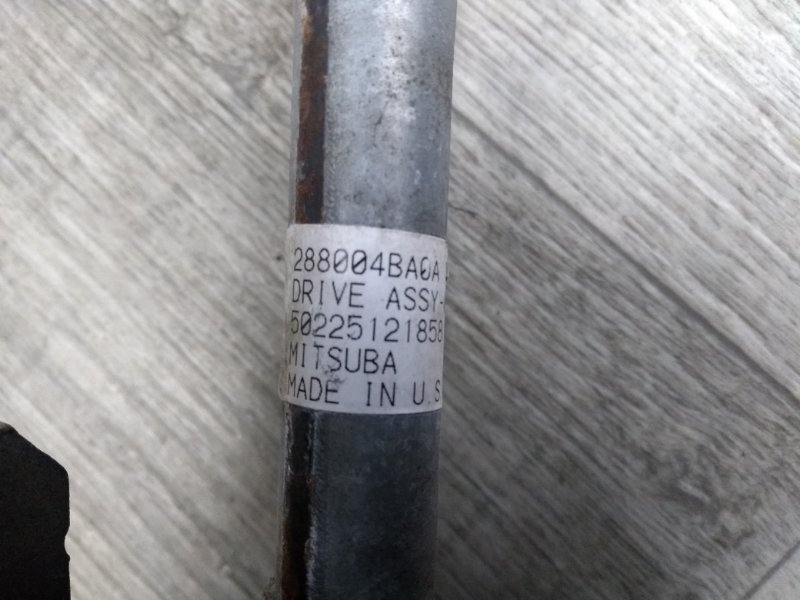 288004BA0A
DRIVE ASSY-
50225121858
MITSUBA
MADE IN U.S